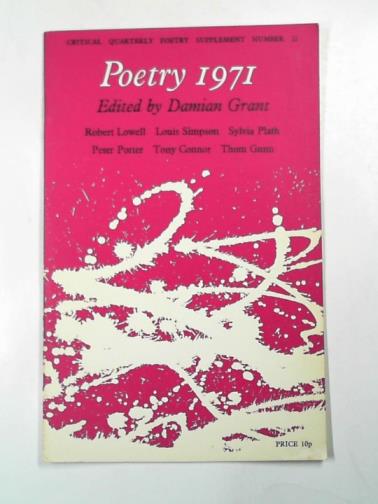 CRITICAL QUARTERLY POETRY SUPPLEMENT NUMBER
Poetry 1971
Edited by Damian Grant
Robert Lowell Louis Simpson Sylvia Plath
Peter Porter Tony Connor Thom Gunn
PRICE 10p